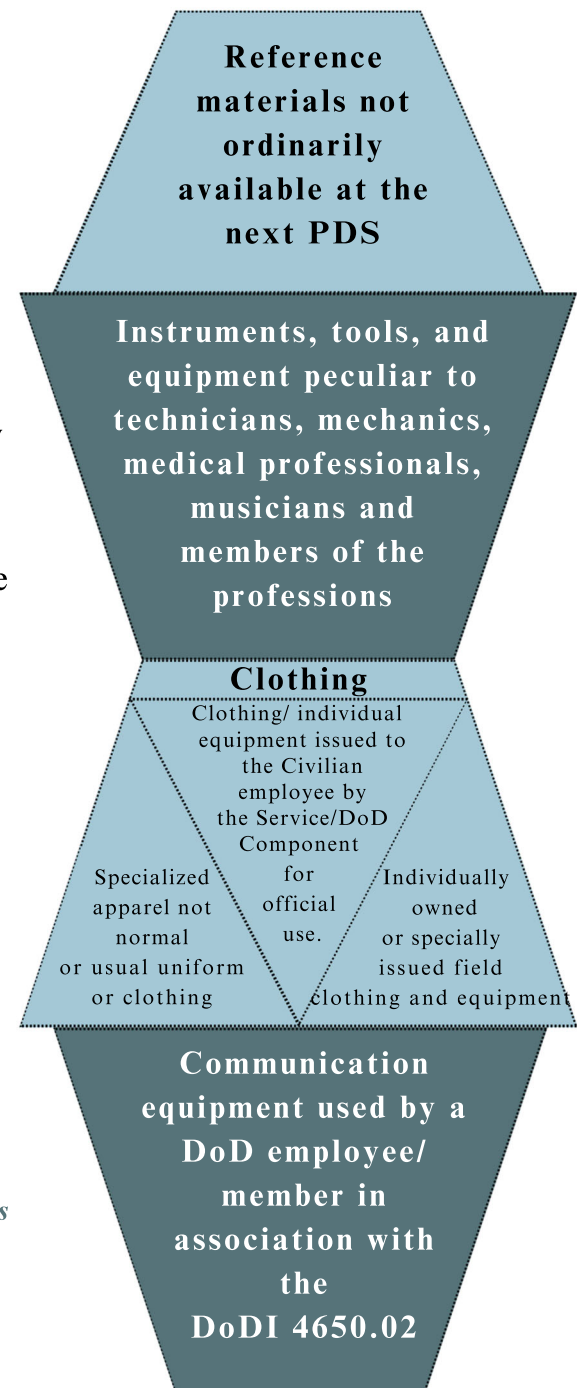 Reference
materials not
ordinarily
available at the
next PDS
Instruments, tools, and
equipment peculiar to
technicians, mechanics,
medical professionals,
musicians and
members of the
professions
Clothing
Clothing/ individual
equipment issued to
the Civilian
employee by
the Service/DoD
Component
for
official
use.
Specialized
apparel not
normal
or usual uniform
or clothing
Individually
owned
or specially
issued field
clothing and equipment
Communication
equipment used by a
DoD employee/
member in
association with
the
DoDI 4650.02